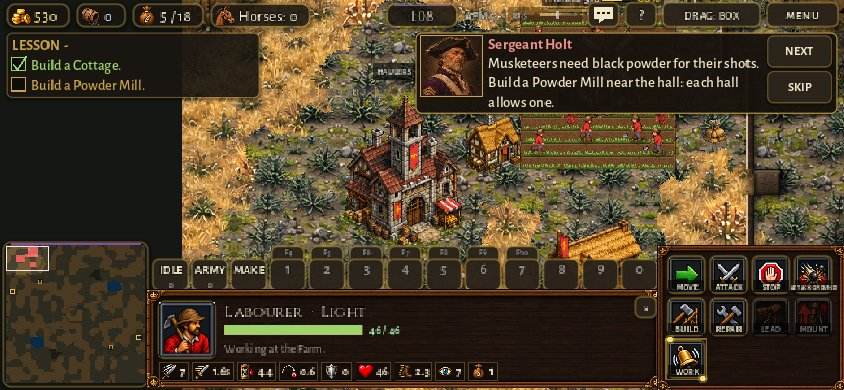 530
0
5/18
Horses: 0
1:08
?
DRAG: BOX
MENU
LESSON -
Build a Cottage.
Build a Powder Mill.
Sergeant Holt
Musketeers need black powder for their shots.
Build a Powder Mill near the hall: each hall
allows one.
NEXT
SKIP
IDLE
ARMY
MAKE
1
2
3
4
5
6
7
8
9
0
LABOURER · LIGHT
46 / 46
Working at the Farm.
7
1.6s
4.4
0.6
0
46
2.3
7
1
MOVE
ATTACK
STOP
BUILD
REPAIR
LEAD
MOUNT
WORK